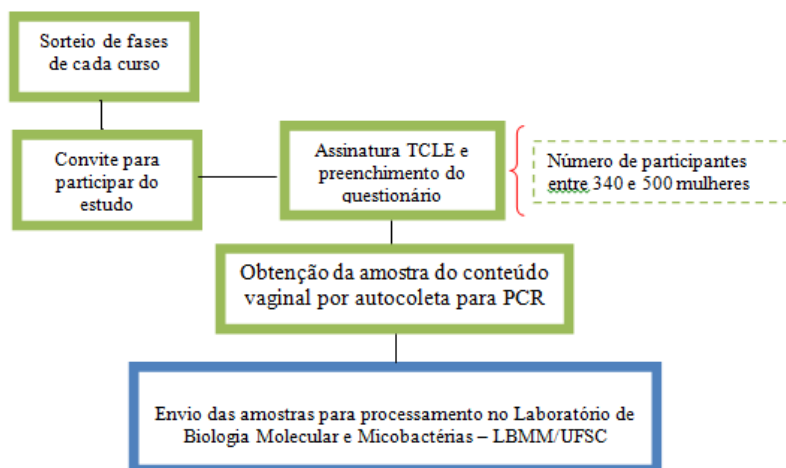 Sorteio de fases
de cada curso
Convite para
participar do
estudo
Assinatura TCLE e
preenchimento do
questionário
Número de participantes
entre 340 e 500 mulheres
Obtenção da amostra do conteúdo
vaginal por autocoleta para PCR
Envio das amostras para processamento no Laboratório de
Biologia Molecular e Micobactérias – LBMM/UFSC